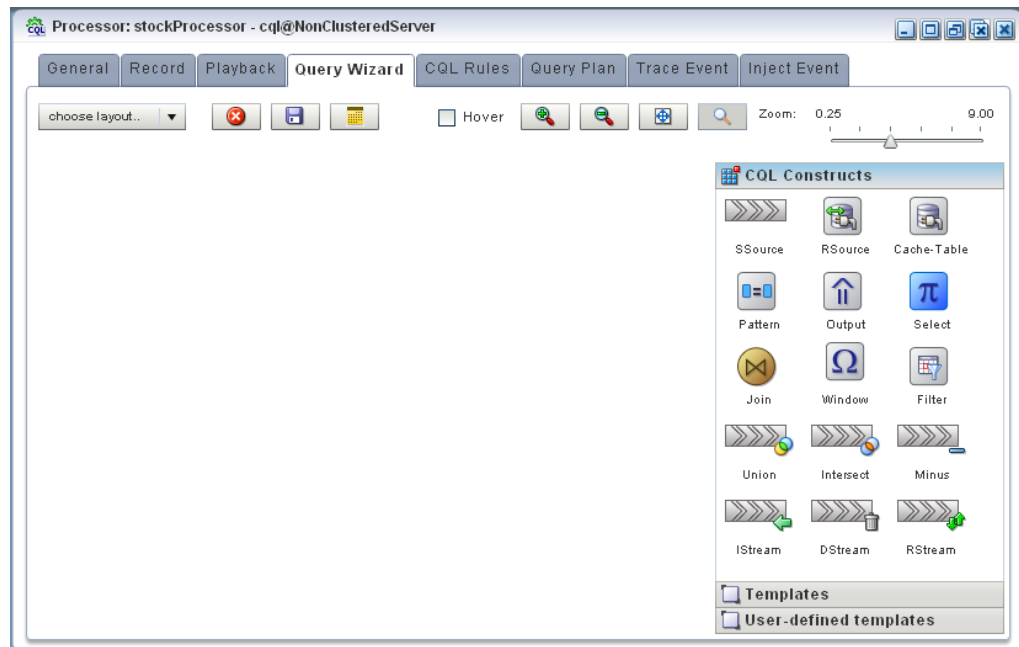 CQL Processor: stockProcessor - cql@NonClusteredServer
General Record Playback Query Wizard CQL Rules Query Plan Trace Event Inject Event
choose layout.. Hover Zoom: 0.25 9.00
CQL Constructs
SSource RSource Cache-Table
Pattern Output Select
Join Window Filter
Union Intersect Minus
IStream DStream RStream
Templates
User-defined templates